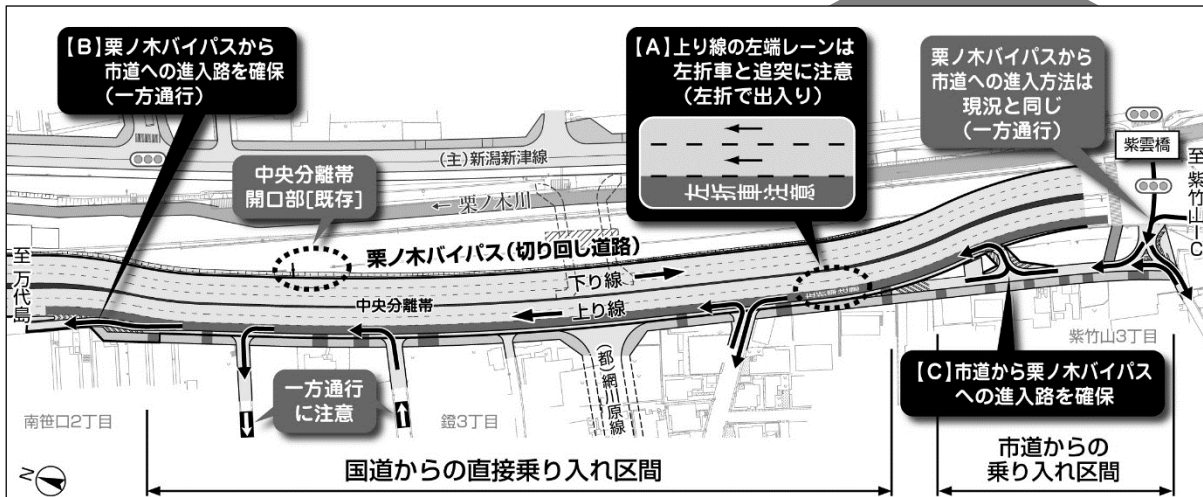 【B】栗ノ木バイパスから
市道への進入路を確保
(一方通行)
【A】上り線の左端レーンは
左折車と追突に注意
(左折で出入り)
左折車注意
栗ノ木バイパスから
市道への進入方法は
現況と同じ
(一方通行)
紫雲橋
至 紫竹山IC
(主)新潟新津線
中央分離帯
開口部[既存]
←栗ノ木川
栗ノ木バイパス(切り回し道路)
下り線
中央分離帯
上り線
至 万代島
左折車注意
紫竹山3丁目
【C】市道から栗ノ木バイパス
への進入路を確保
(都)網川原線
一方通行
に注意
南笹口2丁目
鐙3丁目
国道からの直接乗り入れ区間
市道からの
乗り入れ区間
N